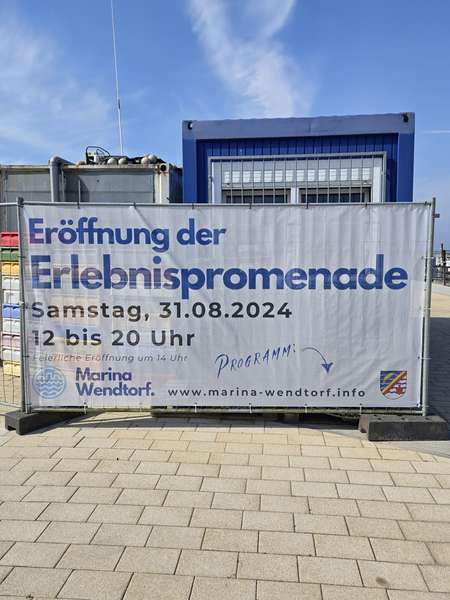 Eröffnung der
Erlebnispromenade
Samstag, 31.08.2024
12 bis 20 Uhr
Feierliche Eröffnung um 14 Uhr
PROGRAMM:
Marina
Wendtorf.
www.marina-wendtorf.info